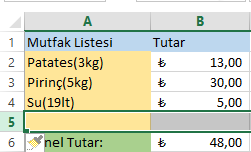 A B
1 Mutfak Listesi Tutar
2 Patates(3kg) ₺ 13,00
3 Pirinç(5kg) ₺ 30,00
4 Su(19lt) ₺ 5,00
5
6 nel Tutar: ₺ 48,00